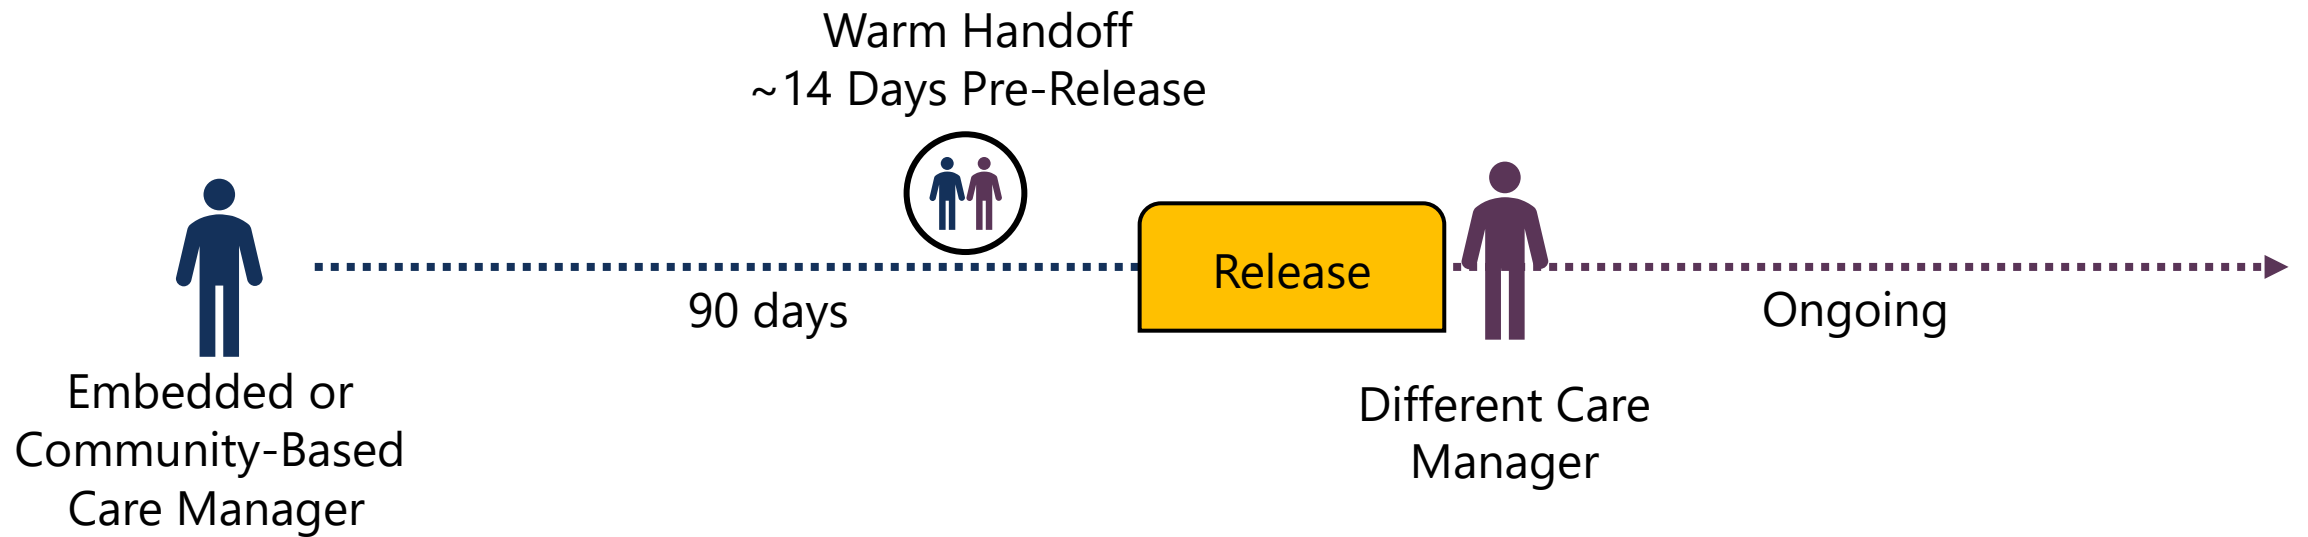 Warm Handoff
~14 Days Pre-Release
Release
90 days
Ongoing
Embedded or
Community-Based
Care Manager
Different Care
Manager